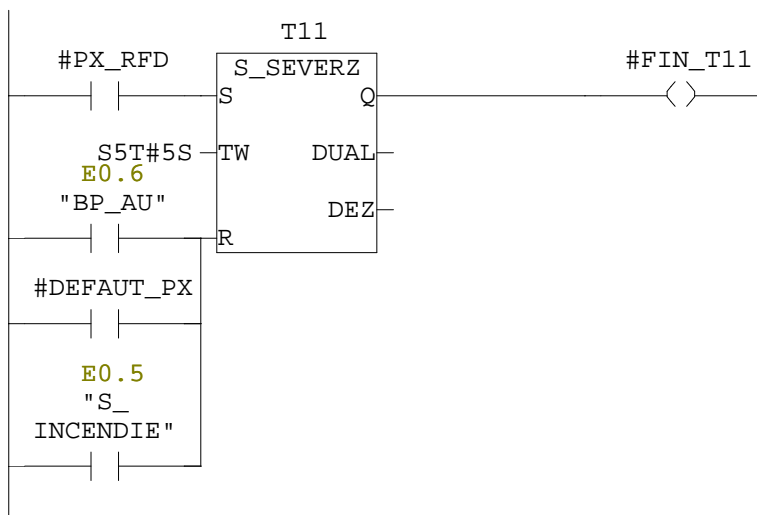 T11
#PX_RFD
S_SEVERZ
#FIN_T11
S
Q
S5T#5S
TW
DUAL
E0.6
"BP_AU"
DEZ
R
#DEFAUT_PX
E0.5
"S_
INCENDIE"